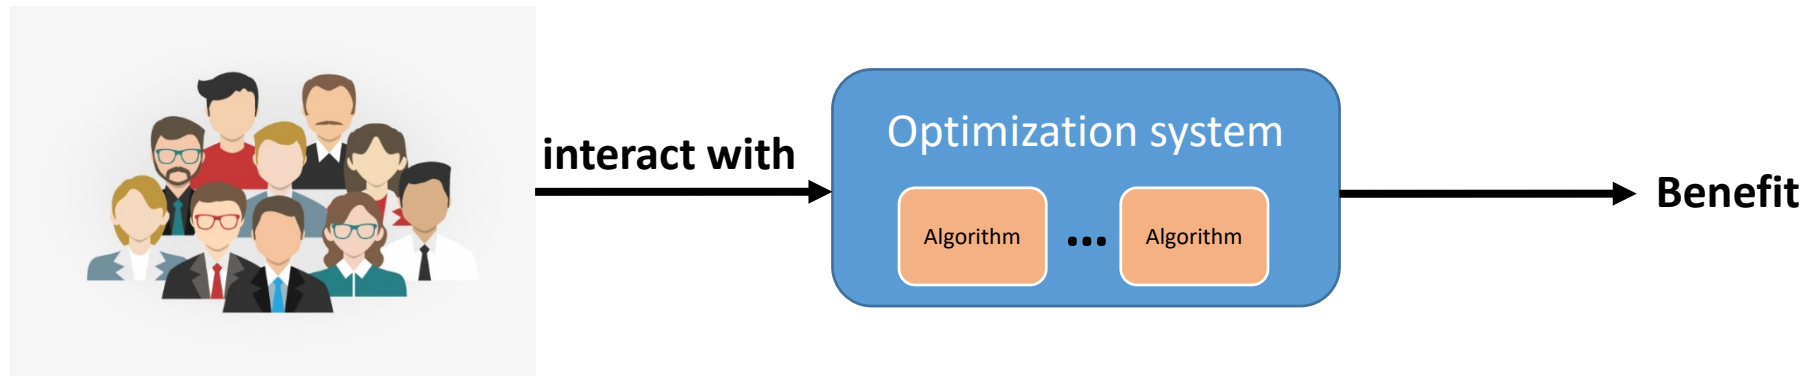 interact with
Optimization system
Algorithm ... Algorithm
Benefit